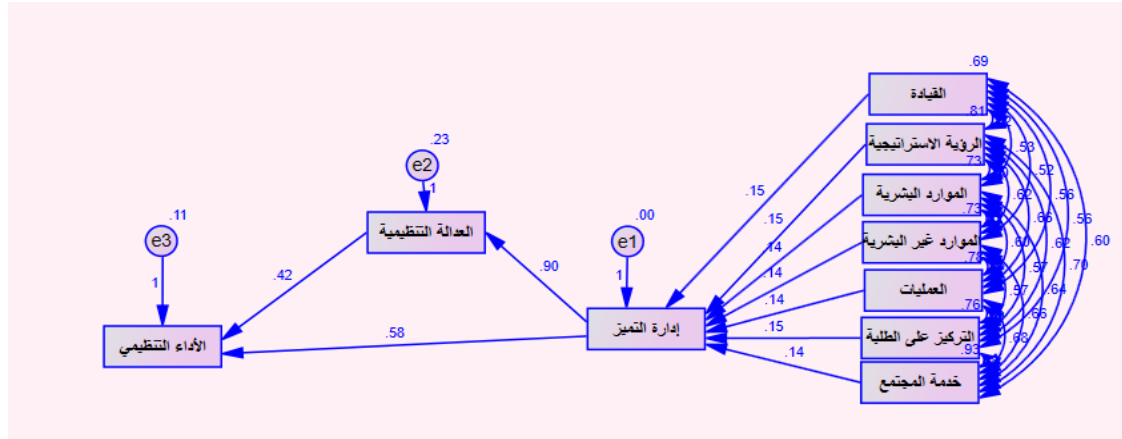 .69
القيادة
.81
.53
الرؤية الاستراتيجية
.52
.73
.62
.56
الموارد البشرية
.15
.73
.66
.56
.15
الموارد غير البشرية
.60
.62
.60
.14
.78
.57
.70
.14
العمليات
.57
.64
.14
.76
.66
.15
التركيز على الطلبة
.68
.93
.14
خدمة المجتمع
.00
e1
1
إدارة التميز
.23
e2
1
العدالة التنظيمية
.90
.11
e3
1
.42
.58
الأداء التنظيمي